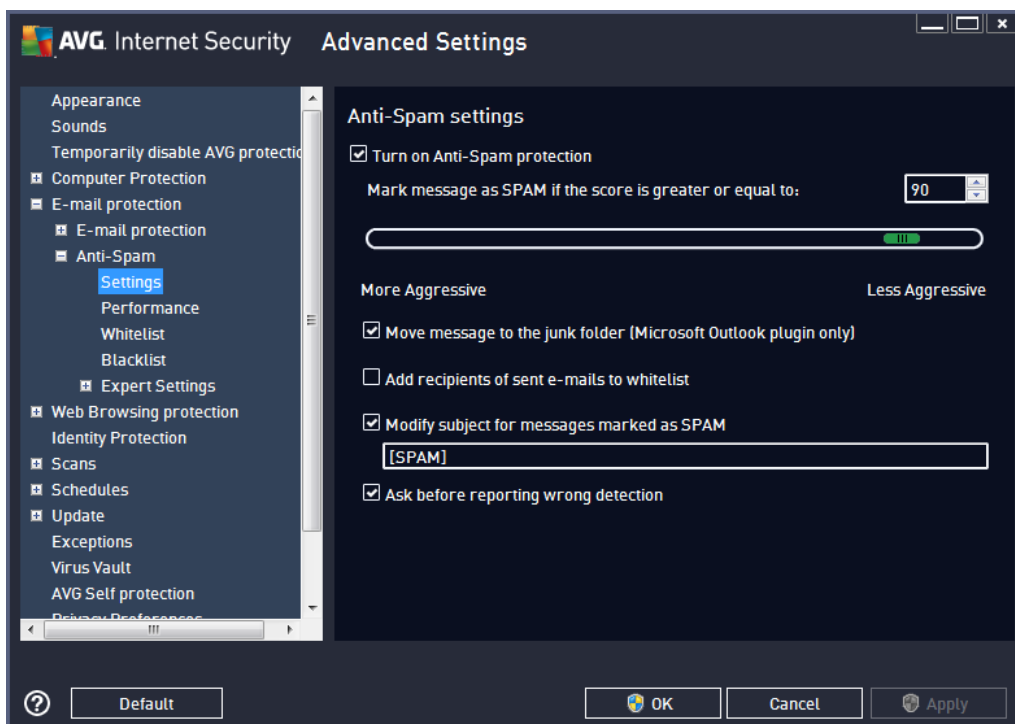 AVG. Internet Security Advanced Settings
Appearance
Sounds
Temporarily disable AVG protectic
Computer Protection
E-mail protection
E-mail protection
Anti-Spam
Settings
Performance
Whitelist
Blacklist
Expert Settings
Web Browsing protection
Identity Protection
Scans
Schedules
Update
Exceptions
Virus Vault
AVG Self protection
Privacy Preferences
Anti-Spam settings
Turn on Anti-Spam protection
Mark message as SPAM if the score is greater or equal to: 90
More Aggressive Less Aggressive
Move message to the junk folder (Microsoft Outlook plugin only)
Add recipients of sent e-mails to whitelist
Modify subject for messages marked as SPAM
[SPAM]
Ask before reporting wrong detection
? Default OK Cancel Apply